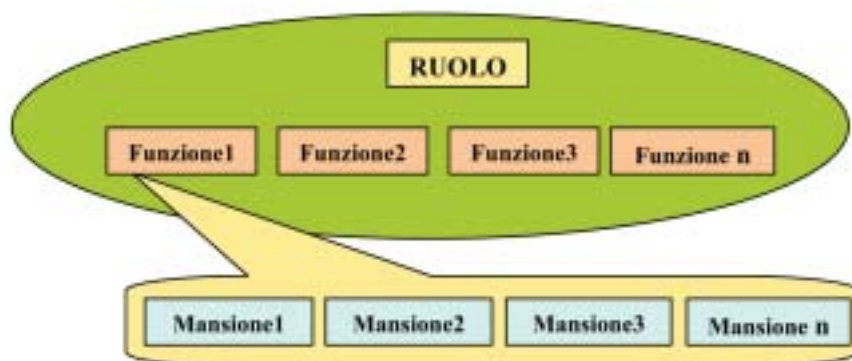 RUOLO
Funzione1 Funzione2 Funzione3 Funzione n
Mansione1 Mansione2 Mansione3 Mansione n